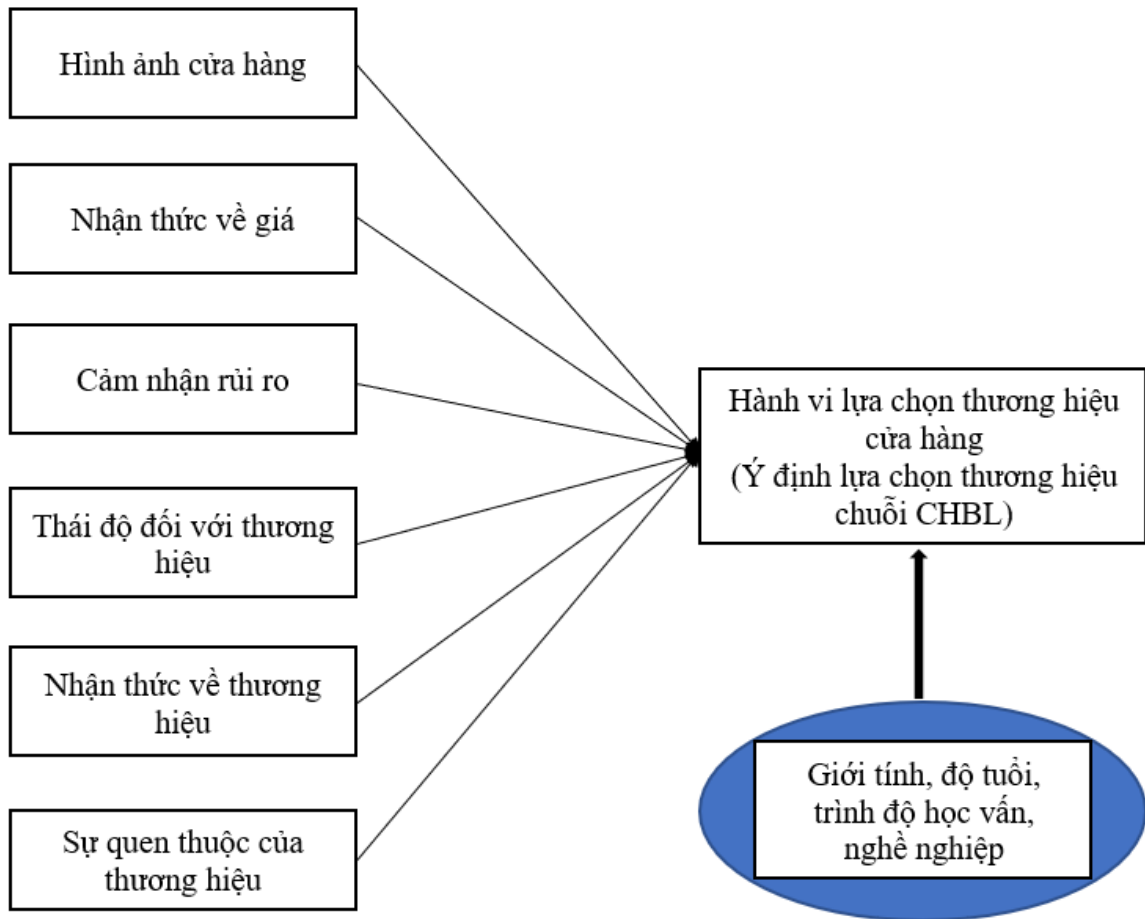 Hình ảnh cửa hàng
Nhận thức về giá
Cảm nhận rủi ro
Thái độ đối với thương
hiệu
Nhận thức về thương
hiệu
Sự quen thuộc của
thương hiệu
Hành vi lựa chọn thương hiệu
cửa hàng
(Ý định lựa chọn thương hiệu
chuỗi CHBL)
Giới tính, độ tuổi,
trình độ học vấn,
nghề nghiệp